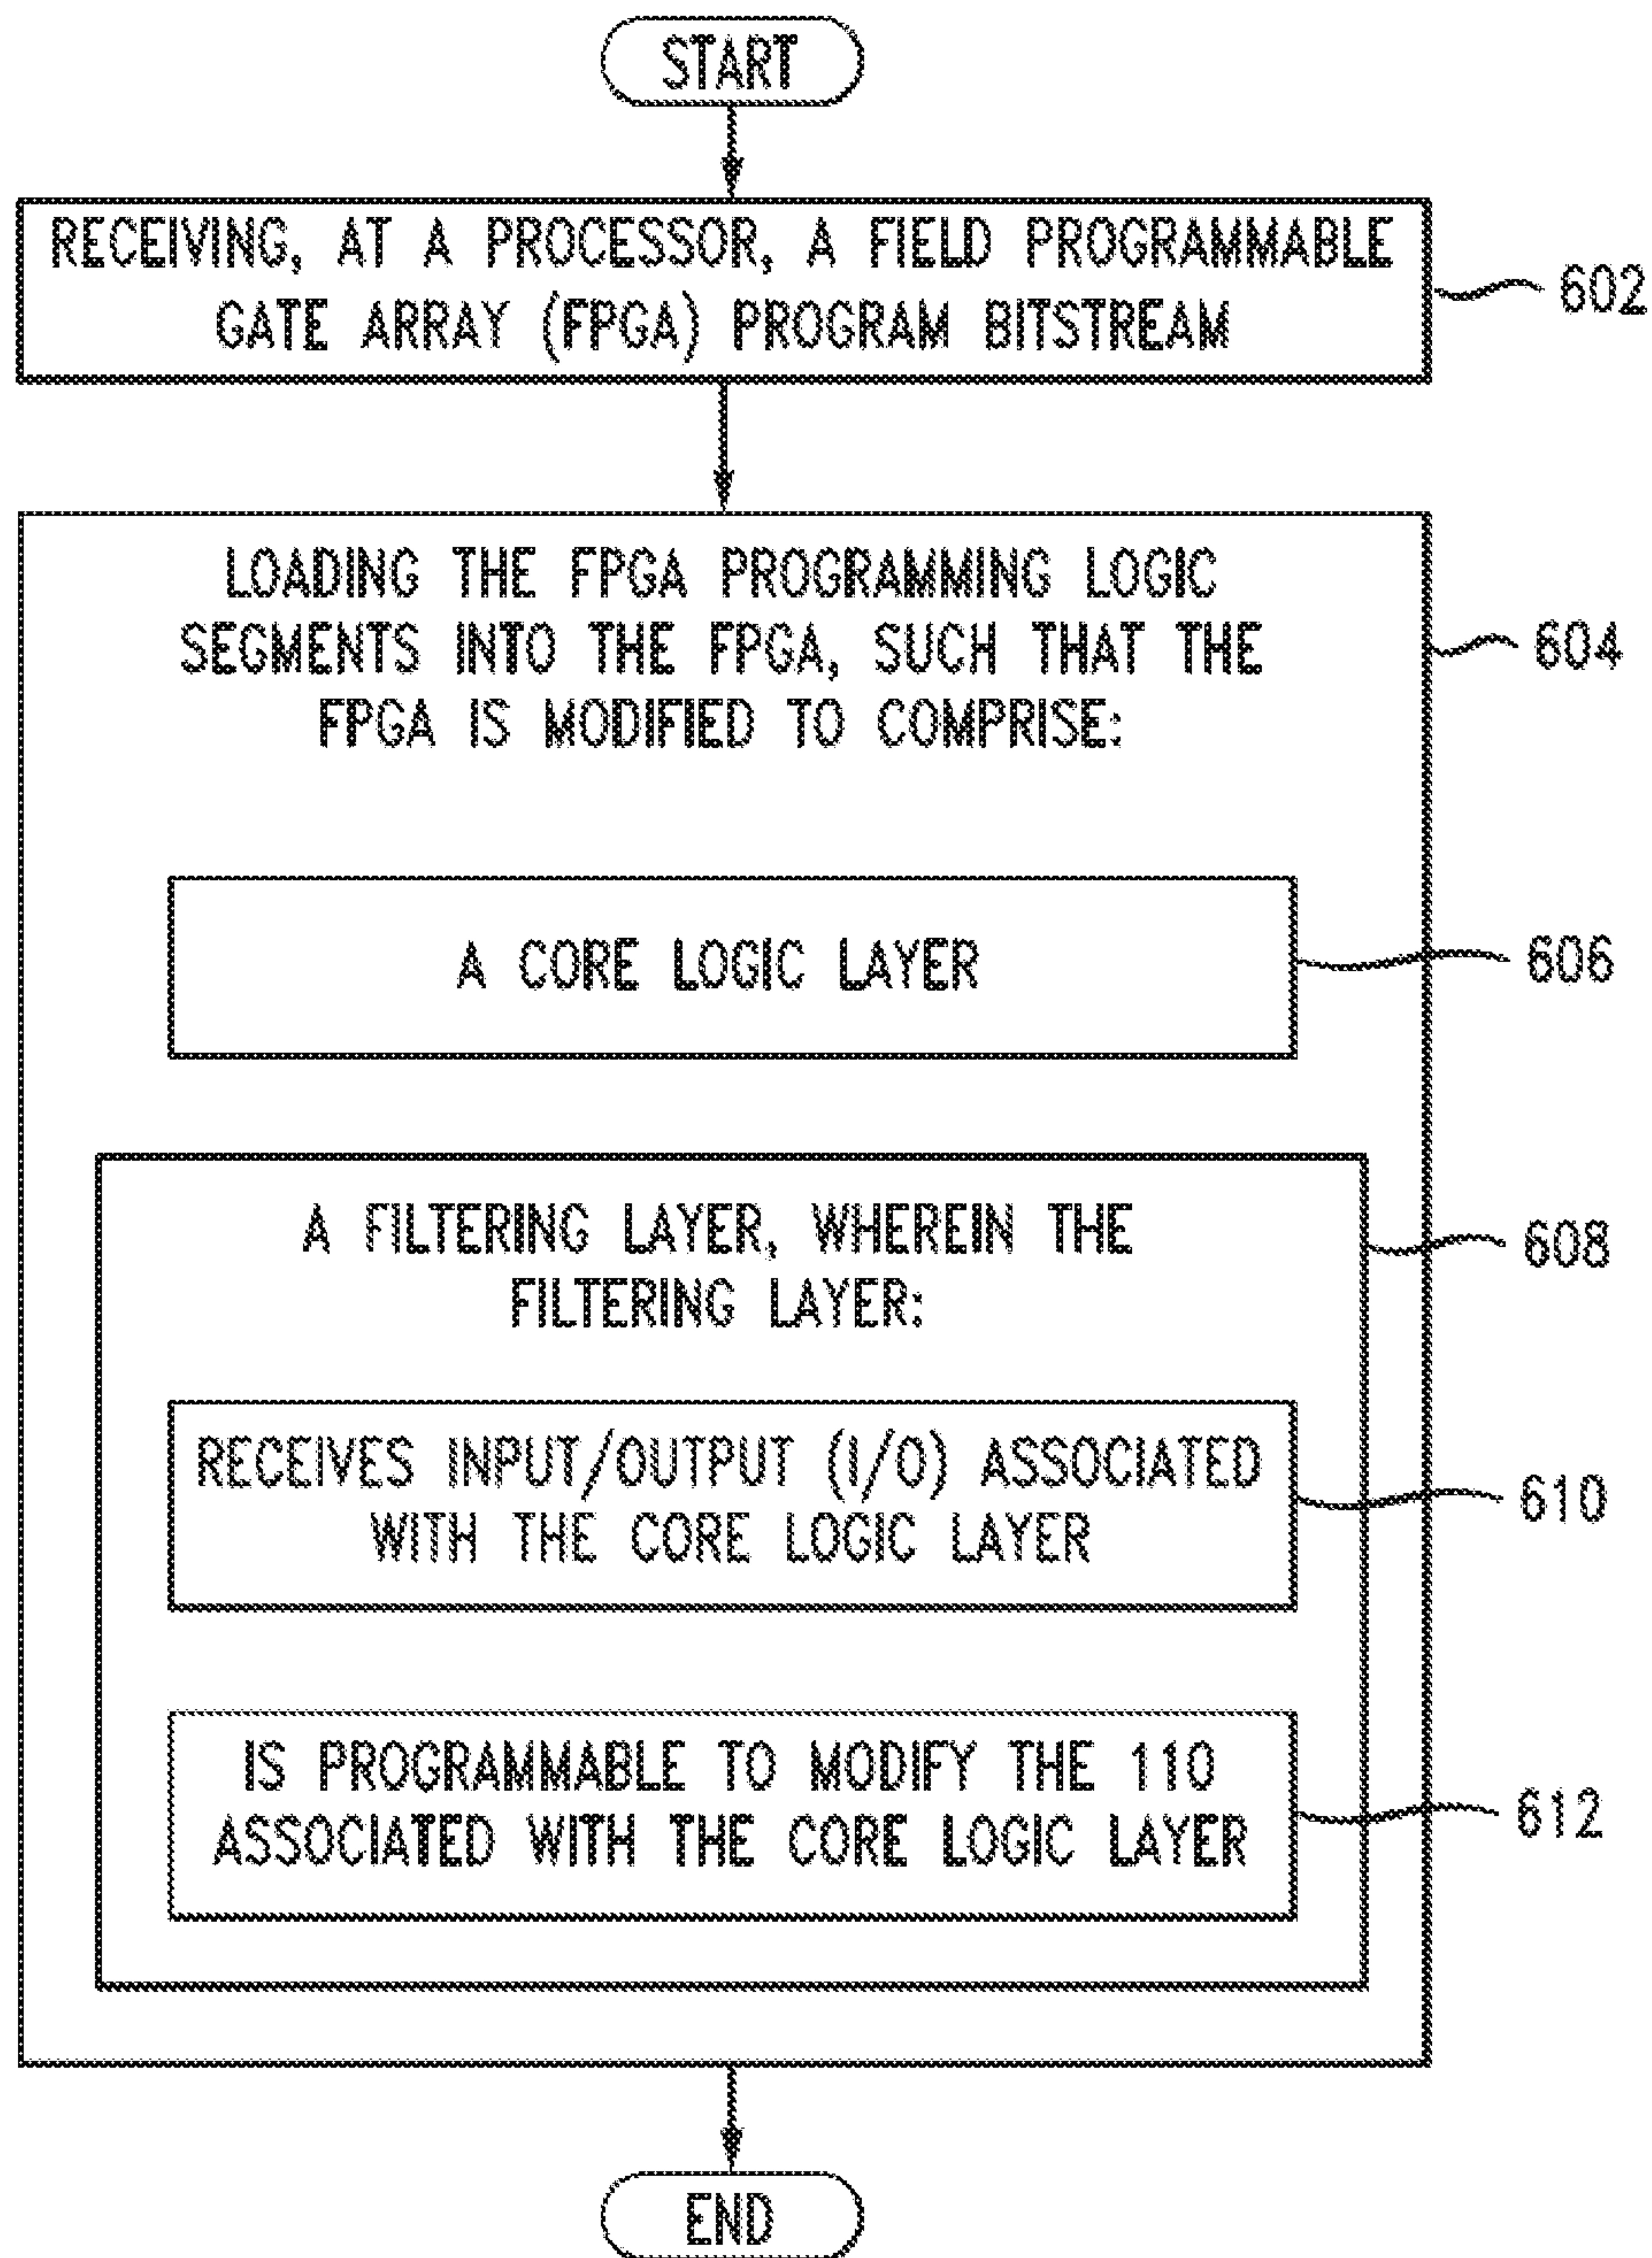 START
RECEIVING, AT A PROCESSOR, A FIELD PROGRAMMABLE
GATE ARRAY (FPGA) PROGRAM BITSTREAM
602
LOADING THE FPGA PROGRAMMING LOGIC
SEGMENTS INTO THE FPGA, SUCH THAT THE
FPGA IS MODIFIED TO COMPRISE:
604
A CORE LOGIC LAYER
606
A FILTERING LAYER, WHEREIN THE
FILTERING LAYER:
608
RECEIVES INPUT/OUTPUT (I/O) ASSOCIATED
WITH THE CORE LOGIC LAYER
610
IS PROGRAMMABLE TO MODIFY THE 110
ASSOCIATED WITH THE CORE LOGIC LAYER
612
END